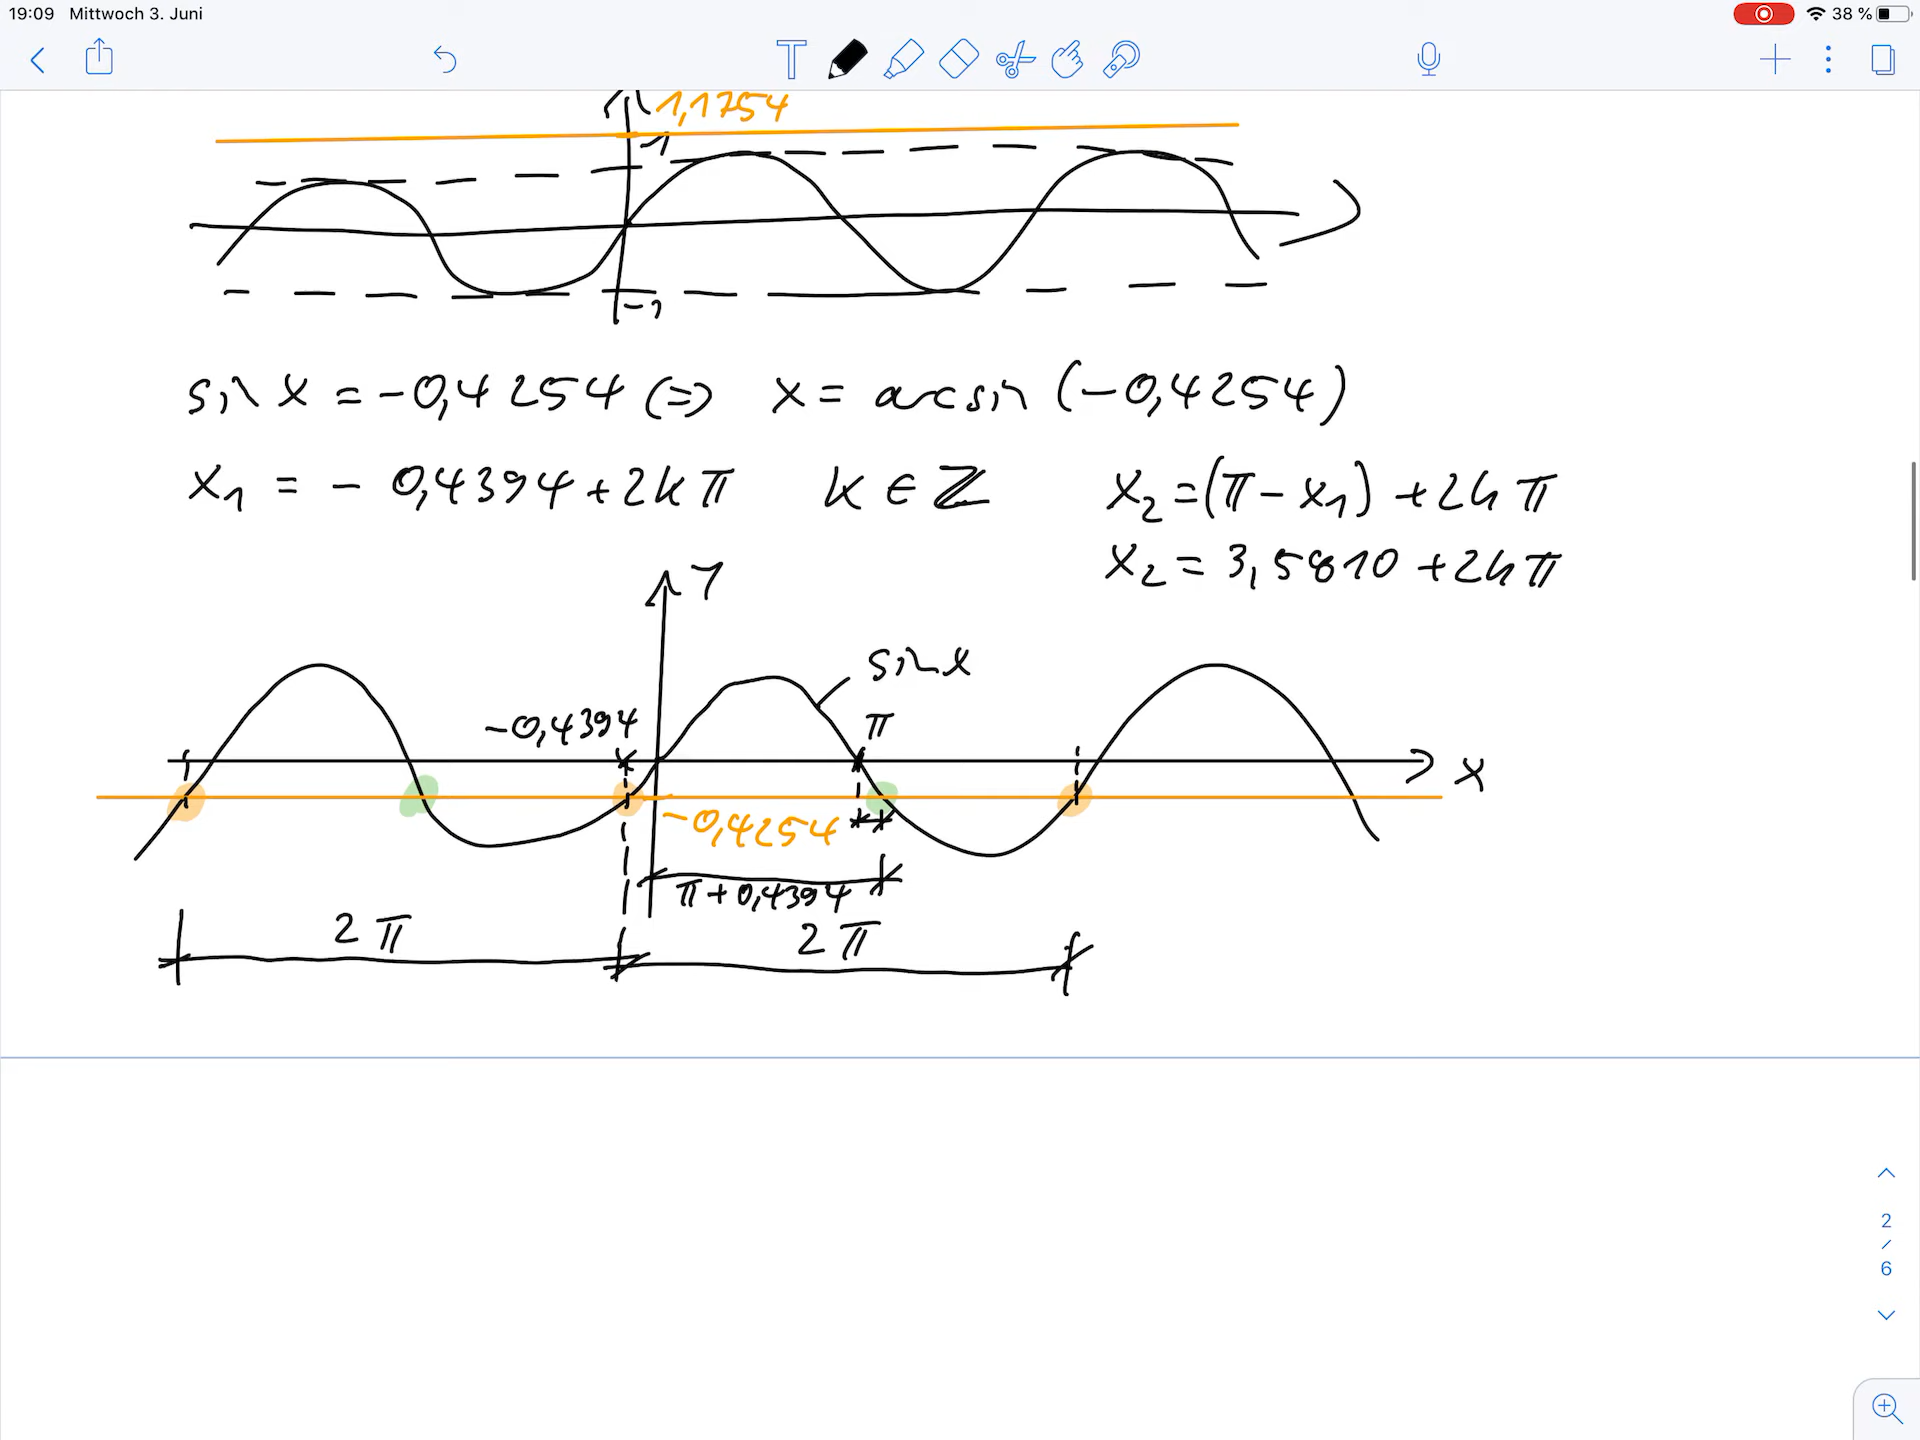 19:09 Mittwoch 3. Juni 38 %
T
1,1754
1
-1
sin x = -0,4254 (=> x = arcsin (-0,4254)
x1 = - 0,4394 + 2kπ k ∈ ℤ x2 = (π - x1) + 2kπ
x2 = 3,5810 + 2kπ
Y
sin x
-0,4394 π
x
-0,4254
π + 0,4394
2π 2π
2
/
6